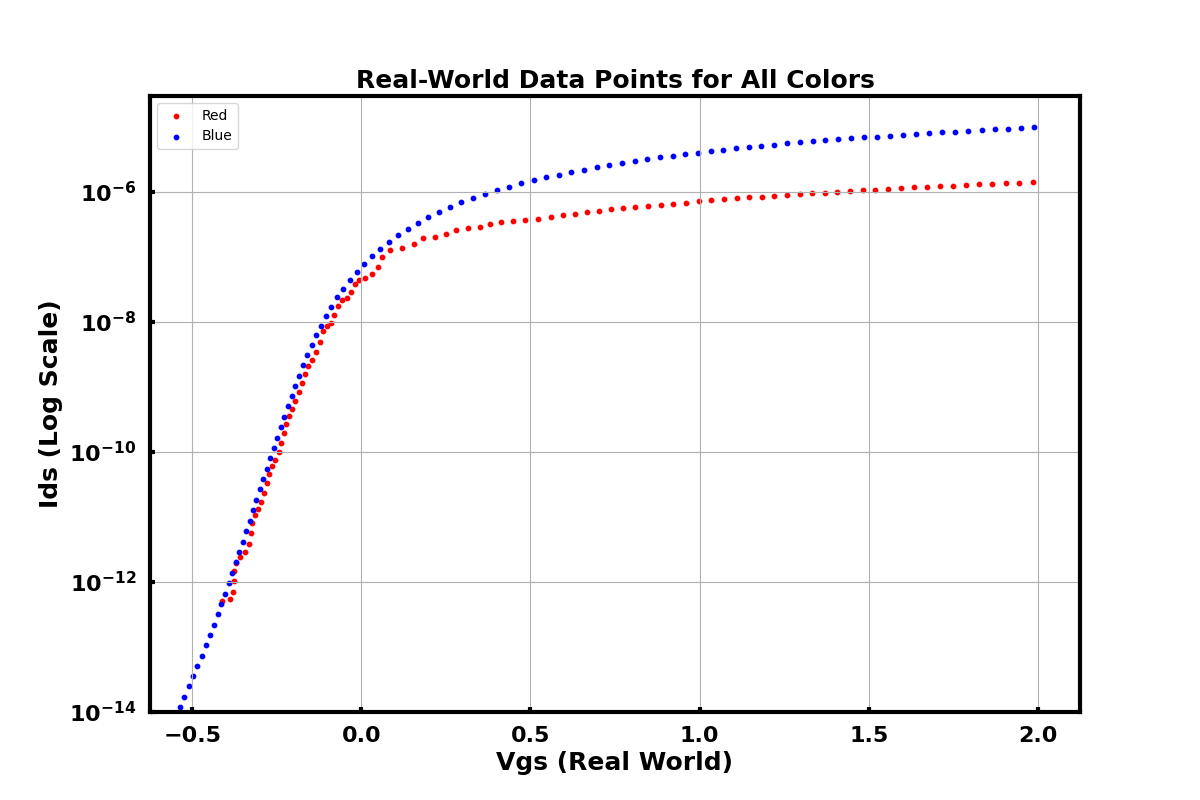 Real-World Data Points for All Colors
Red
Blue
Ids (Log Scale)
10⁻⁶
10⁻⁸
10⁻¹⁰
10⁻¹²
10⁻¹⁴
−0.5 0.0 0.5 1.0 1.5 2.0
Vgs (Real World)